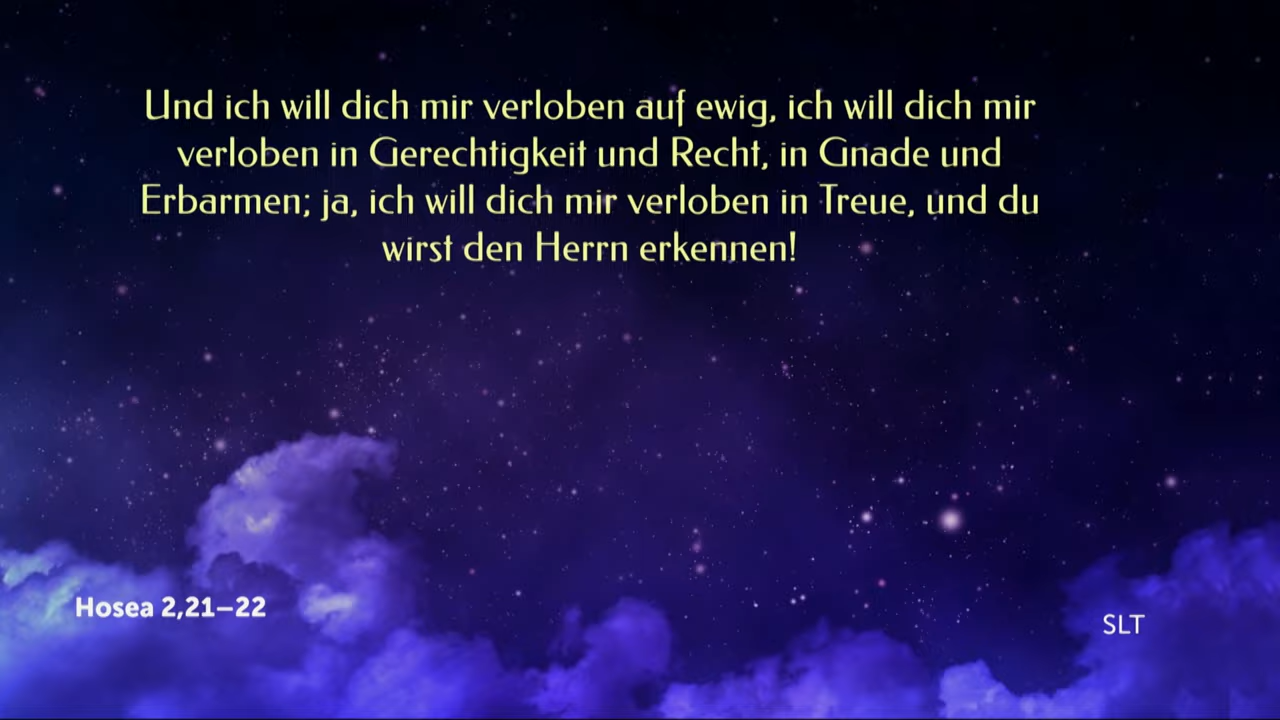 Und ich will dich mir verloben auf ewig, ich will dich mir
verloben in Gerechtigkeit und Recht, in Gnade und
Erbarmen; ja, ich will dich mir verloben in Treue, und du
wirst den Herrn erkennen!
Hosea 2,21–22
SLT